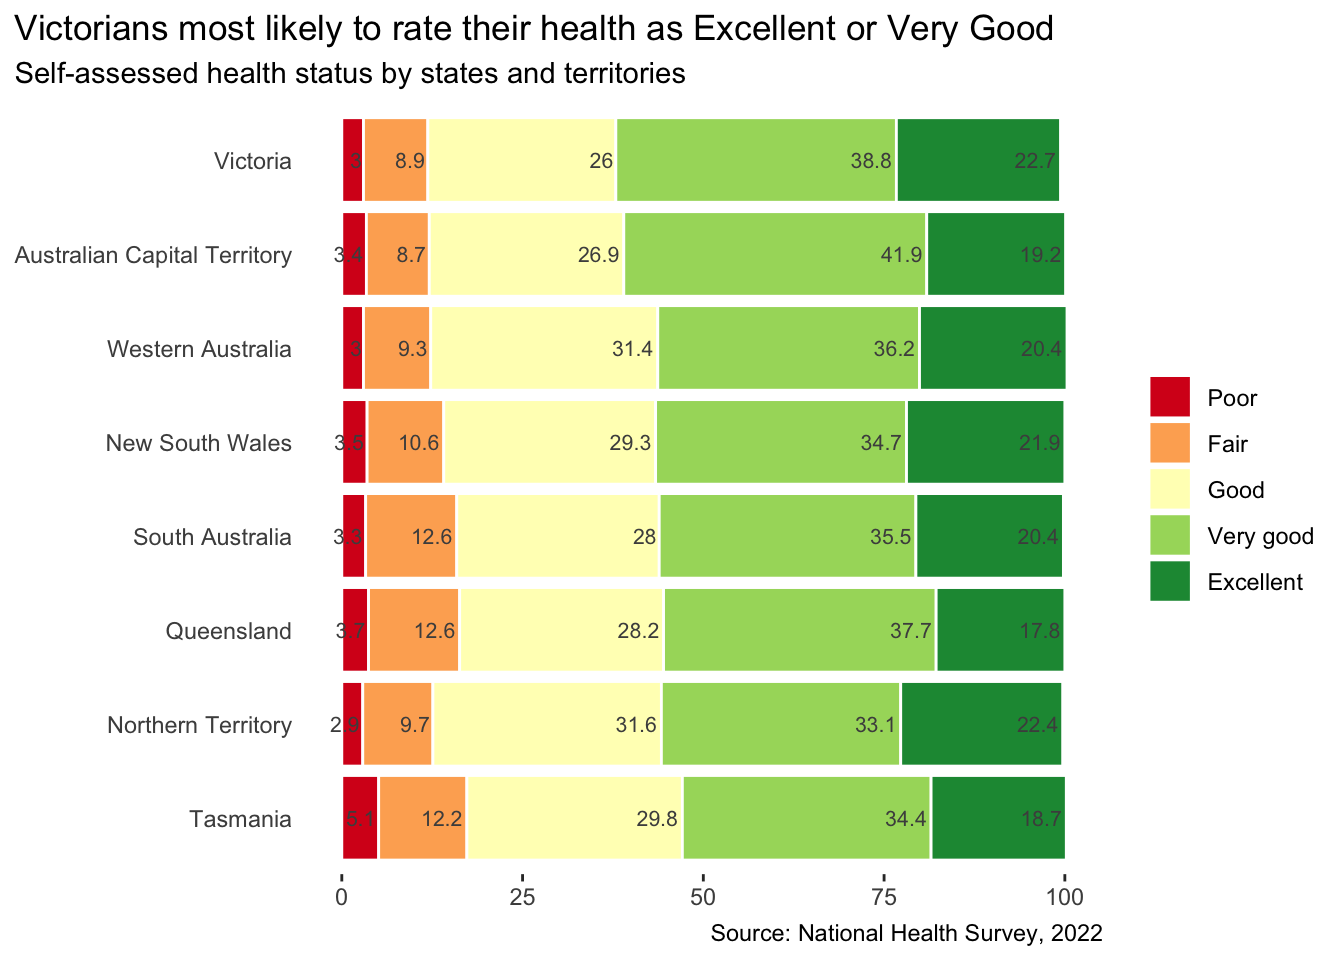 Victorians most likely to rate their health as Excellent or Very Good
Self-assessed health status by states and territories
Victoria 3 8.9 26 38.8 22.7
Australian Capital Territory 3.4 8.7 26.9 41.9 19.2
Western Australia 3 9.3 31.4 36.2 20.4
New South Wales 3.5 10.6 29.3 34.7 21.9
South Australia 3.3 12.6 28 35.5 20.4
Queensland 3.7 12.6 28.2 37.7 17.8
Northern Territory 2.9 9.7 31.6 33.1 22.4
Tasmania 5.1 12.2 29.8 34.4 18.7
0 25 50 75 100
Poor
Fair
Good
Very good
Excellent
Source: National Health Survey, 2022